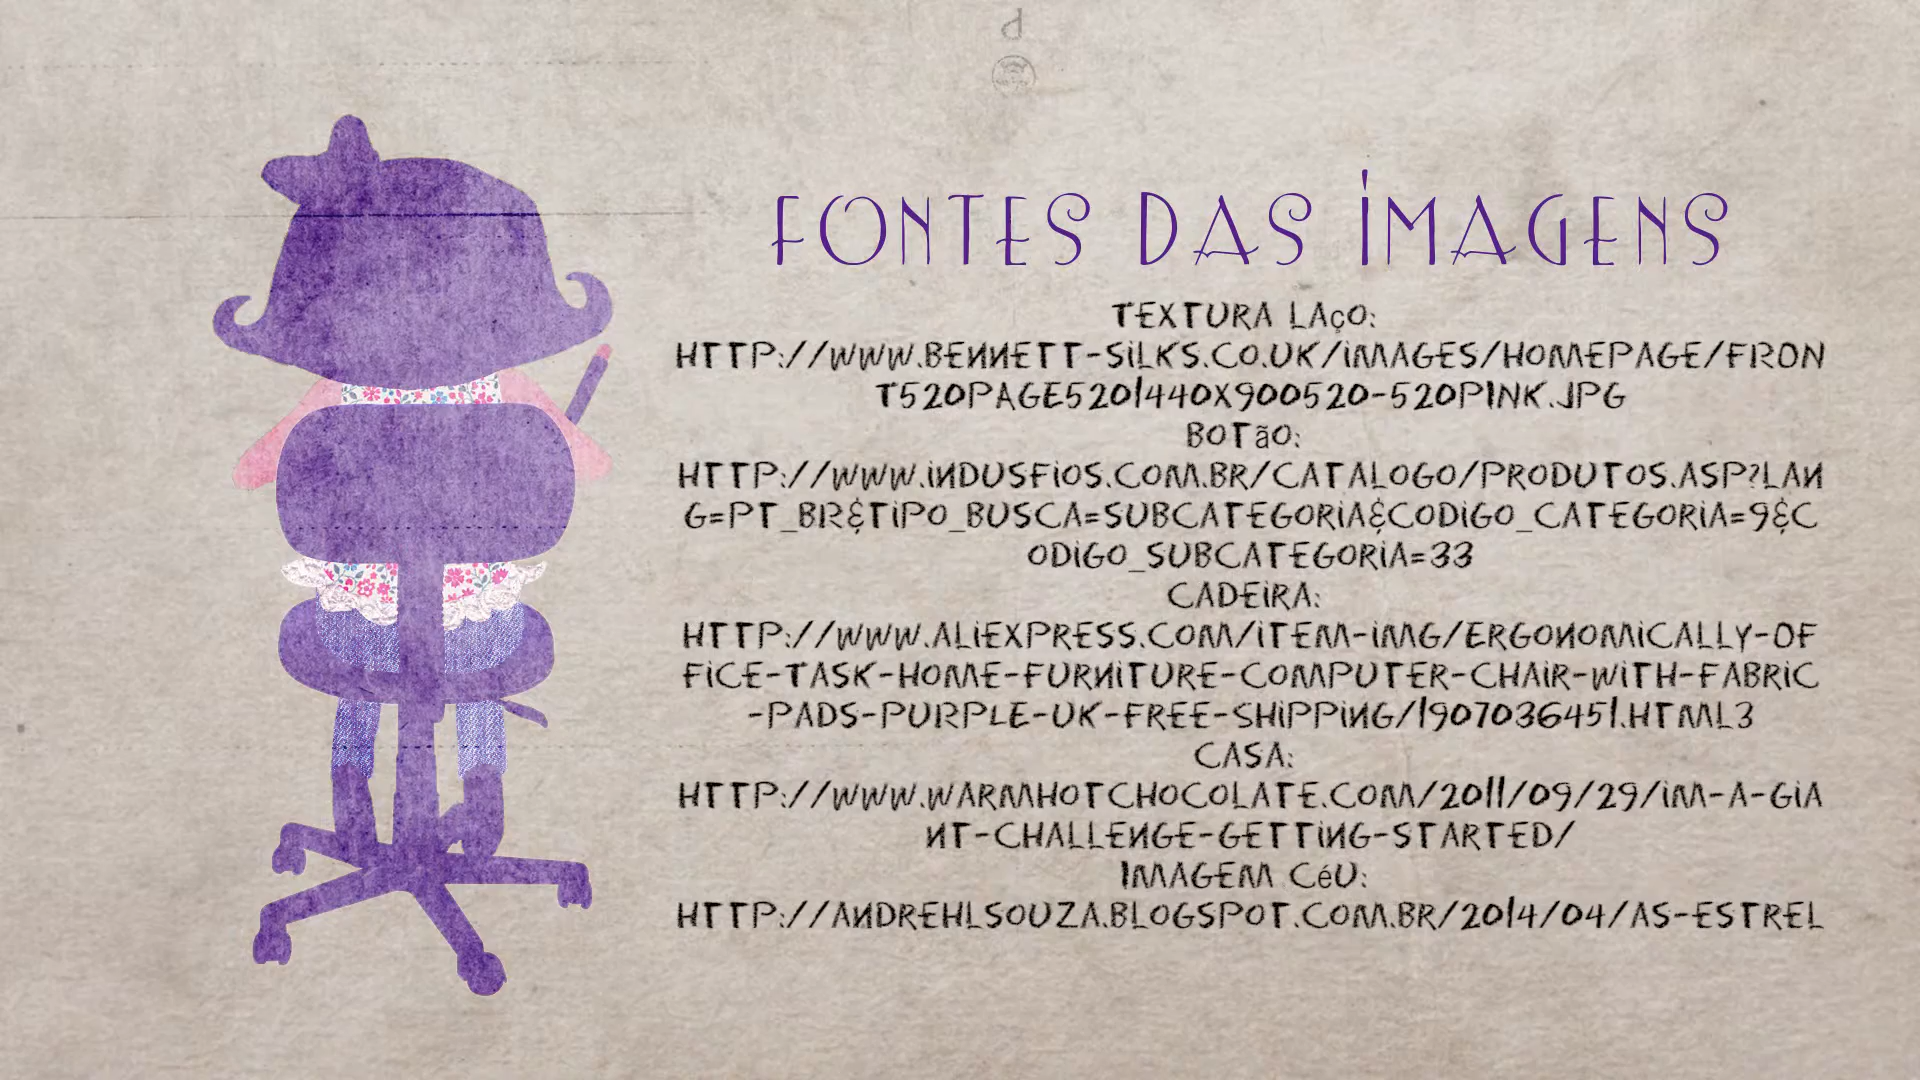 FONTES DAS IMAGENS
TEXTURA LAçO:
HTTP://WWW.BENNETT-SILKS.CO.UK/IMAGES/HOMEPAGE/FRON
T520PAGE5201440X900520-520PINK.JPG
BOTãO:
HTTP://WWW.INDUSFIOS.COM.BR/CATALOGO/PRODUTOS.ASP?LAN
G=PT_BR&TIPO_BUSCA=SUBCATEGORIA&CODIGO_CATEGORIA=9&C
ODIGO_SUBCATEGORIA=33
CADEIRA:
HTTP://WWW.ALIEXPRESS.COM/ITEM-IMG/ERGONOMICALLY-OF
FICE-TASK-HOME-FURNITURE-COMPUTER-CHAIR-WITH-FABRIC
-PADS-PURPLE-UK-FREE-SHIPPING/1907036451.HTML3
CASA:
HTTP://WWW.WARMHOTCHOCOLATE.COM/2011/09/29/IM-A-GIA
NT-CHALLENGE-GETTING-STARTED/
IMAGEM CéU:
HTTP://ANDREHLSOUZA.BLOGSPOT.COM.BR/2014/04/AS-ESTREL